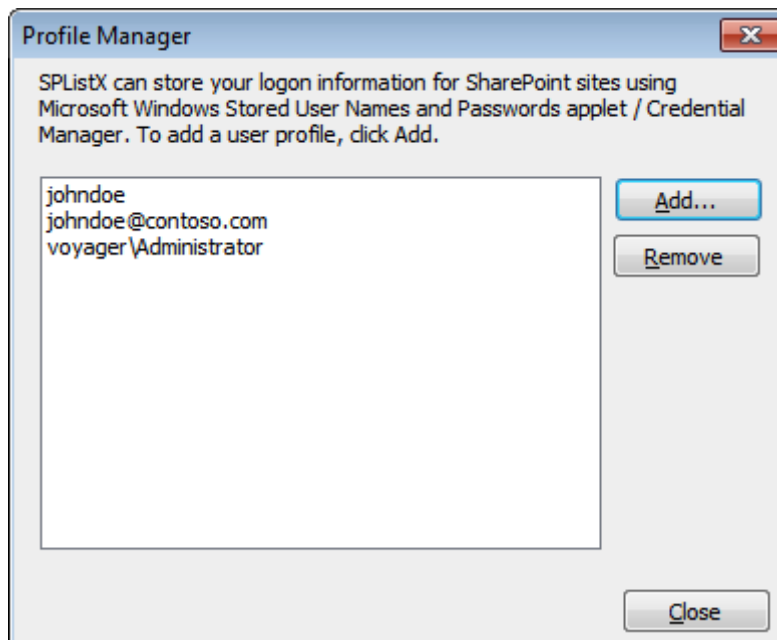 Profile Manager
SPListX can store your logon information for SharePoint sites using
Microsoft Windows Stored User Names and Passwords applet / Credential
Manager. To add a user profile, click Add.
johndoe
johndoe@contoso.com
voyager\Administrator
Add...
Remove
Close